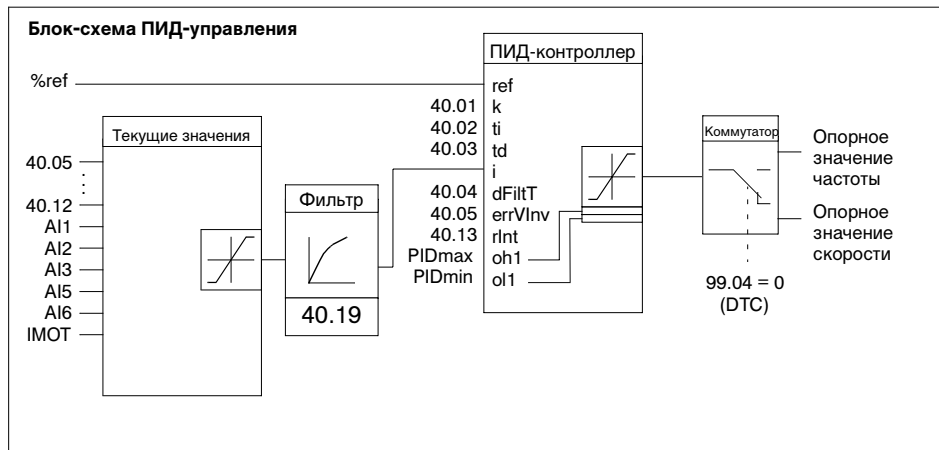 Блок-схема ПИД-управления
%ref
Текущие значения
40.05
40.12
AI1
AI2
AI3
AI5
AI6
IMOT
Фильтр
40.19
ПИД-контроллер
ref
40.01 k
40.02 ti
40.03 td
i
40.04 dFiltT
40.05 errVInv
40.13 rInt
PIDmax oh1
PIDmin ol1
Коммутатор
Опорное
значение
частоты
Опорное
значение
скорости
99.04 = 0
(DTC)